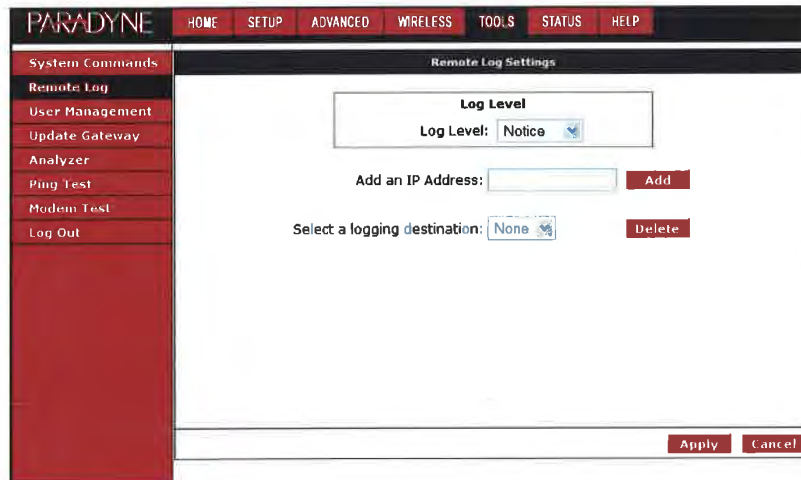 PARADYNE
HOME SETUP ADVANCED WIRELESS TOOLS STATUS HELP
System Commands
Remote Log
User Management
Update Gateway
Analyzer
Ping Test
Modem Test
Log Out
Remote Log Settings
Log Level
Log Level: Notice
Add an IP Address: Add
Select a logging destination: None Delete
Apply Cancel